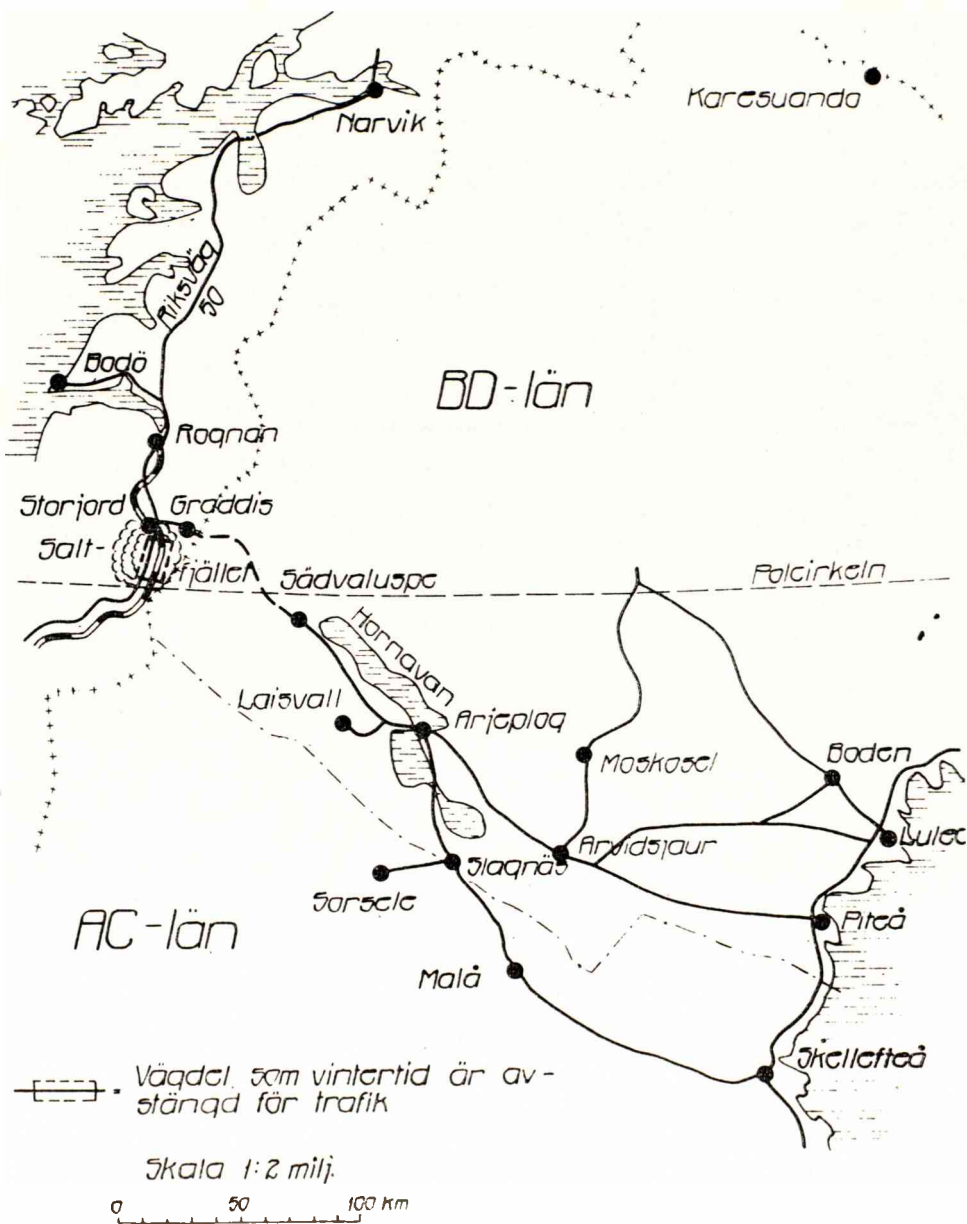 Karesuando
Narvik
Riksväg
50
Bodö
BD-län
Rognan
Storjord
Graddis
Salt-
fjället
Sädvaluspe
Polcirkeln
Hornavan
Laisvall
Arjeplog
Moskosel
Boden
Luleå
Arvidsjaur
Slagnäs
Sorsele
Piteå
AC-län
Malå
Skellefteå
= Vägdel som vintertid är av-
stängd för trafik
Skala 1:2 milj.
0 50 100 km